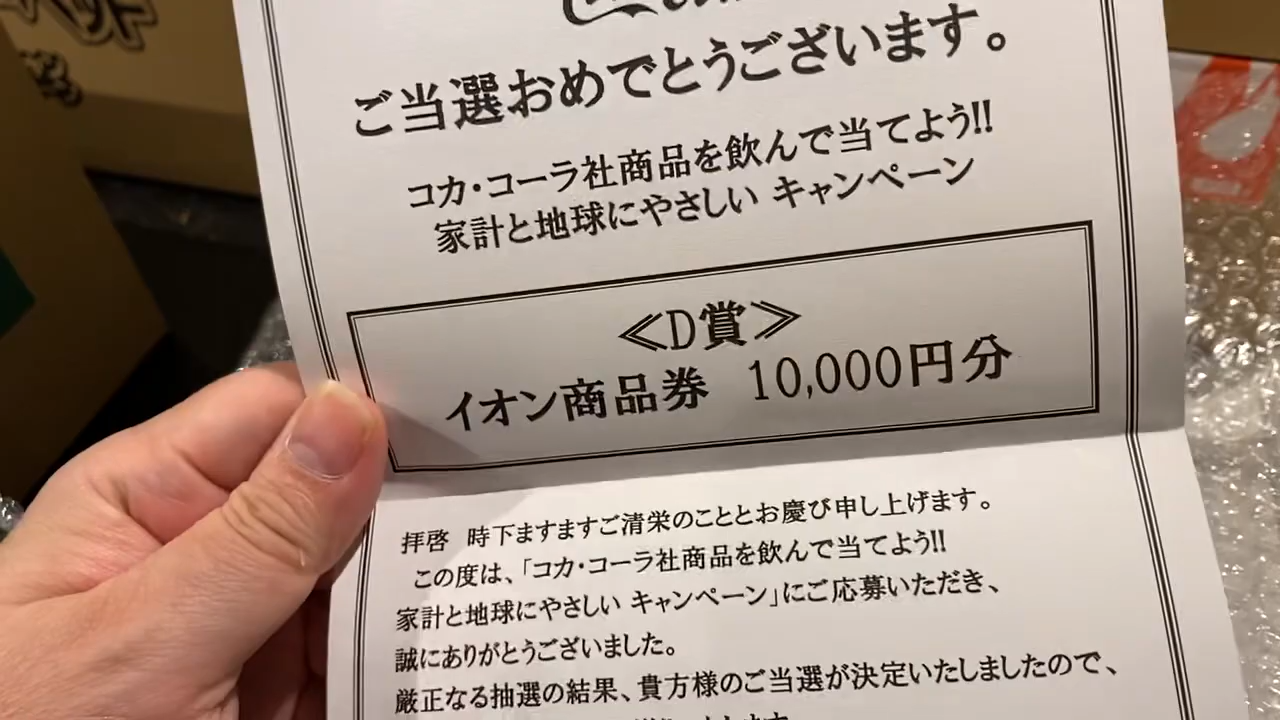 ご当選おめでとうございます。
コカ・コーラ社商品を飲んで当てよう!!
家計と地球にやさしい キャンペーン
≪D賞≫
イオン商品券 10,000円分
拝啓 時下ますますご清栄のこととお慶び申し上げます。
この度は、「コカ・コーラ社商品を飲んで当てよう!!
家計と地球にやさしい キャンペーン」にご応募いただき、
誠にありがとうございました。
厳正なる抽選の結果、貴方様のご当選が決定いたしましたので、